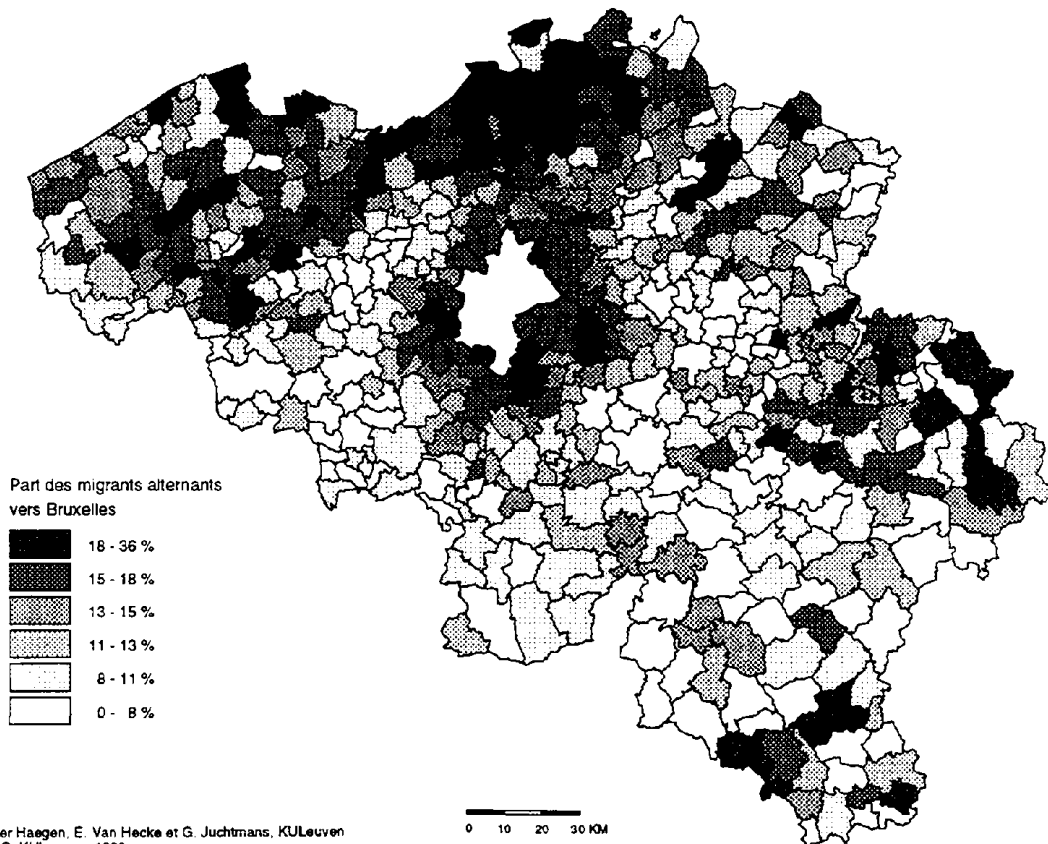 Part des migrants alternants
vers Bruxelles
18 - 36 %
15 - 18 %
13 - 15 %
11 - 13 %
8 - 11 %
0 - 8 %
0 10 20 30 KM
er Haegen, E. Van Hecke et G. Juchtmans, KULeuven